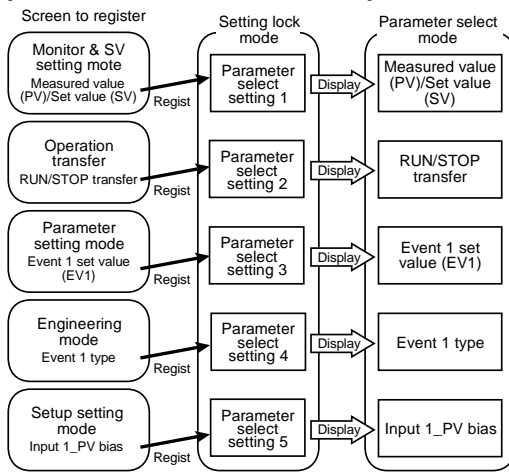 Screen to register
Setting lock
mode
Parameter select
mode
Monitor & SV
setting mote
Measured value
(PV)/Set value (SV)
Regist
Parameter
select
setting 1
Display
Measured value
(PV)/Set value
(SV)
Operation
transfer
RUN/STOP transfer
Regist
Parameter
select
setting 2
Display
RUN/STOP
transfer
Parameter
setting mode
Event 1 set value
(EV1)
Regist
Parameter
select
setting 3
Display
Event 1 set
value (EV1)
Engineering
mode
Event 1 type
Regist
Parameter
select
setting 4
Display
Event 1 type
Setup setting
mode
Input 1_PV bias
Regist
Parameter
select
setting 5
Display
Input 1_PV bias